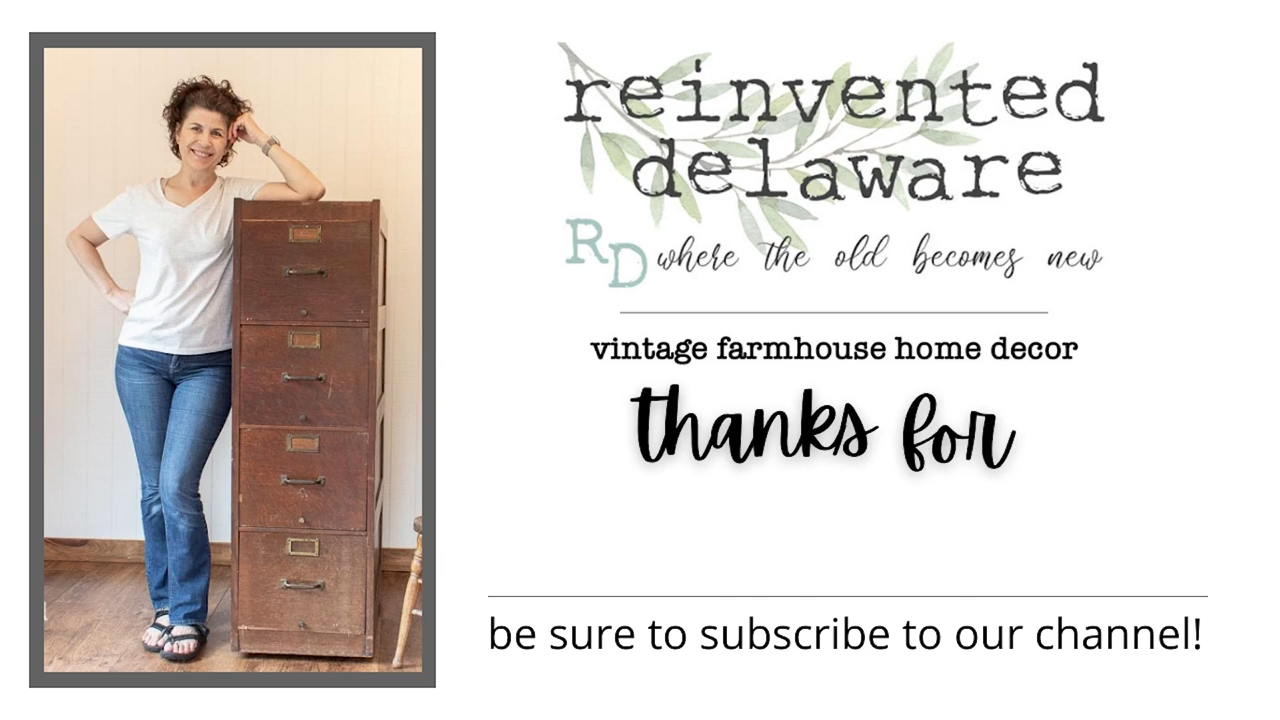 reinvented
delaware
RD where the old becomes new
vintage farmhouse home decor
thanks for
be sure to subscribe to our channel!